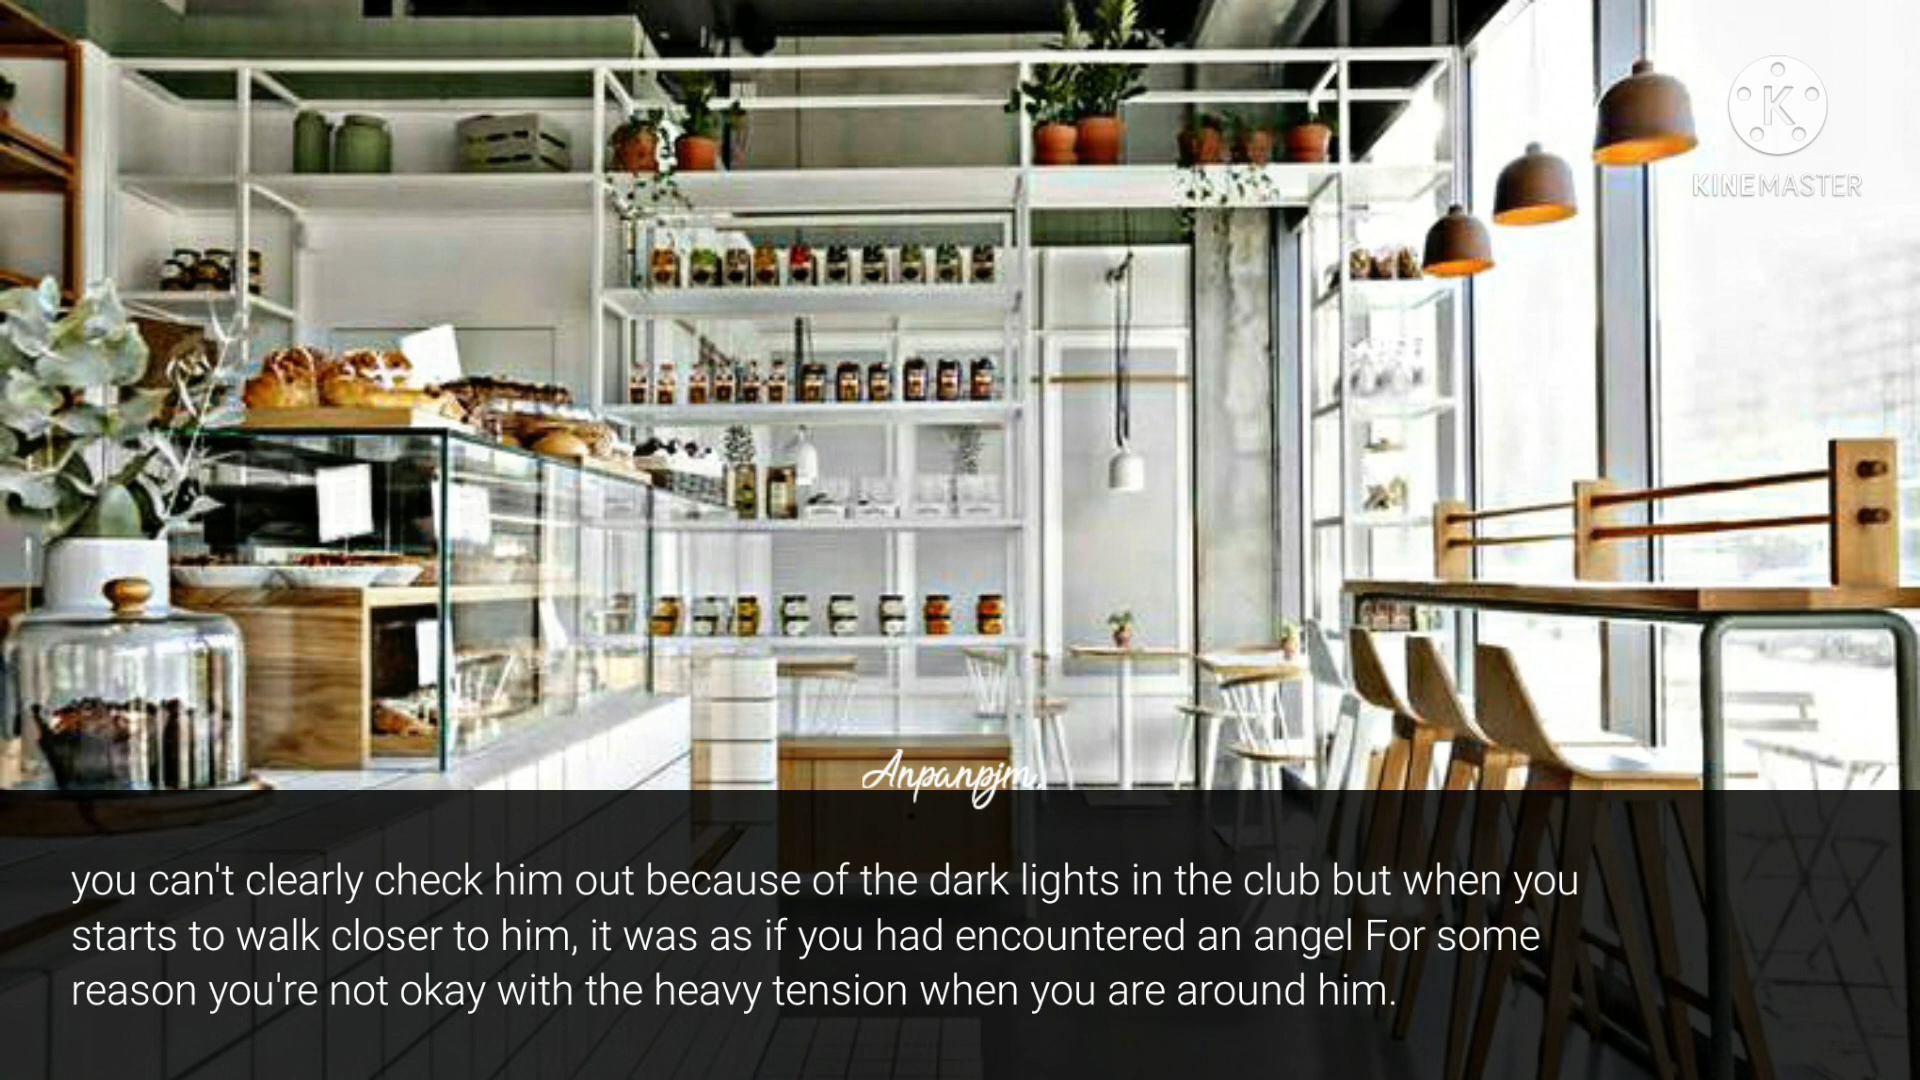 K
KINEMASTER
Anpanpjm.
you can't clearly check him out because of the dark lights in the club but when you
starts to walk closer to him, it was as if you had encountered an angel For some
reason you're not okay with the heavy tension when you are around him.